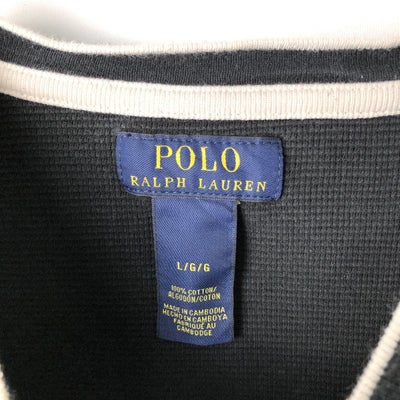 POLO
RALPH LAUREN
L/G/G
100% COTTON/
ALGODÓN/COTON
MADE IN CAMBODIA
HECHO EN CAMBOYA
FABRIQUÉ AU
CAMBODGE